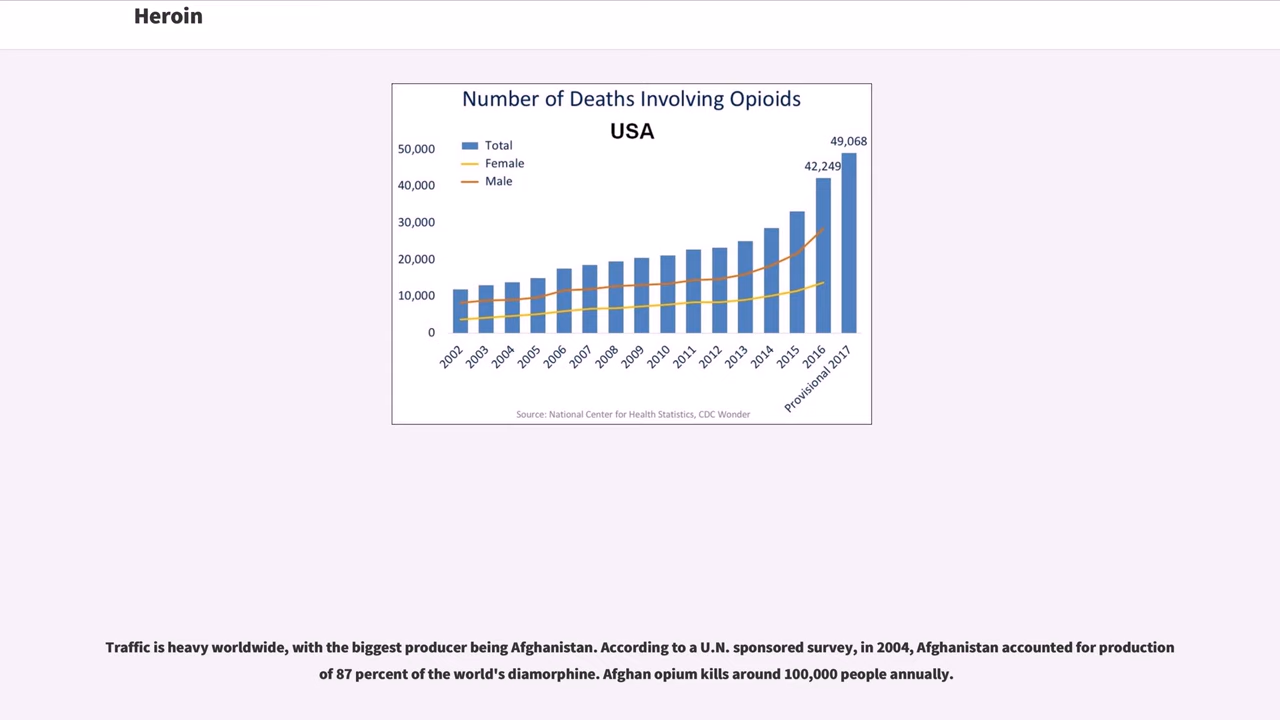 Heroin
Number of Deaths Involving Opioids
USA
Total
Female
Male
50,000
40,000
30,000
20,000
10,000
0
42,249
49,068
2002
2003
2004
2005
2006
2007
2008
2009
2010
2011
2012
2013
2014
2015
2016
Provisional 2017
Source: National Center for Health Statistics, CDC Wonder
Traffic is heavy worldwide, with the biggest producer being Afghanistan. According to a U.N. sponsored survey, in 2004, Afghanistan accounted for production
of 87 percent of the world's diamorphine. Afghan opium kills around 100,000 people annually.